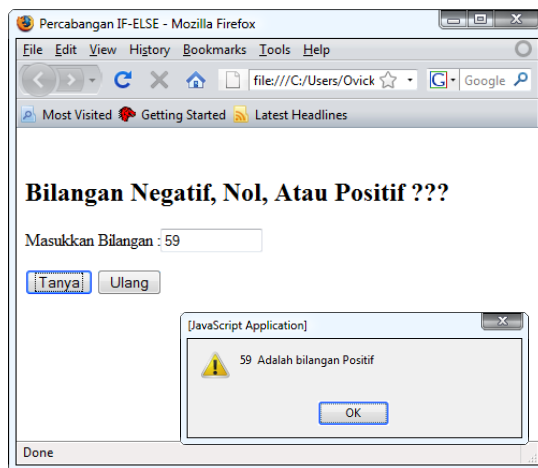 Percabangan IF-ELSE - Mozilla Firefox
File Edit View History Bookmarks Tools Help
file:///C:/Users/Ovick
G Google
Most Visited Getting Started Latest Headlines
Bilangan Negatif, Nol, Atau Positif ???
Masukkan Bilangan : 59
Tanya Ulang
[JavaScript Application]
59 Adalah bilangan Positif
OK
Done